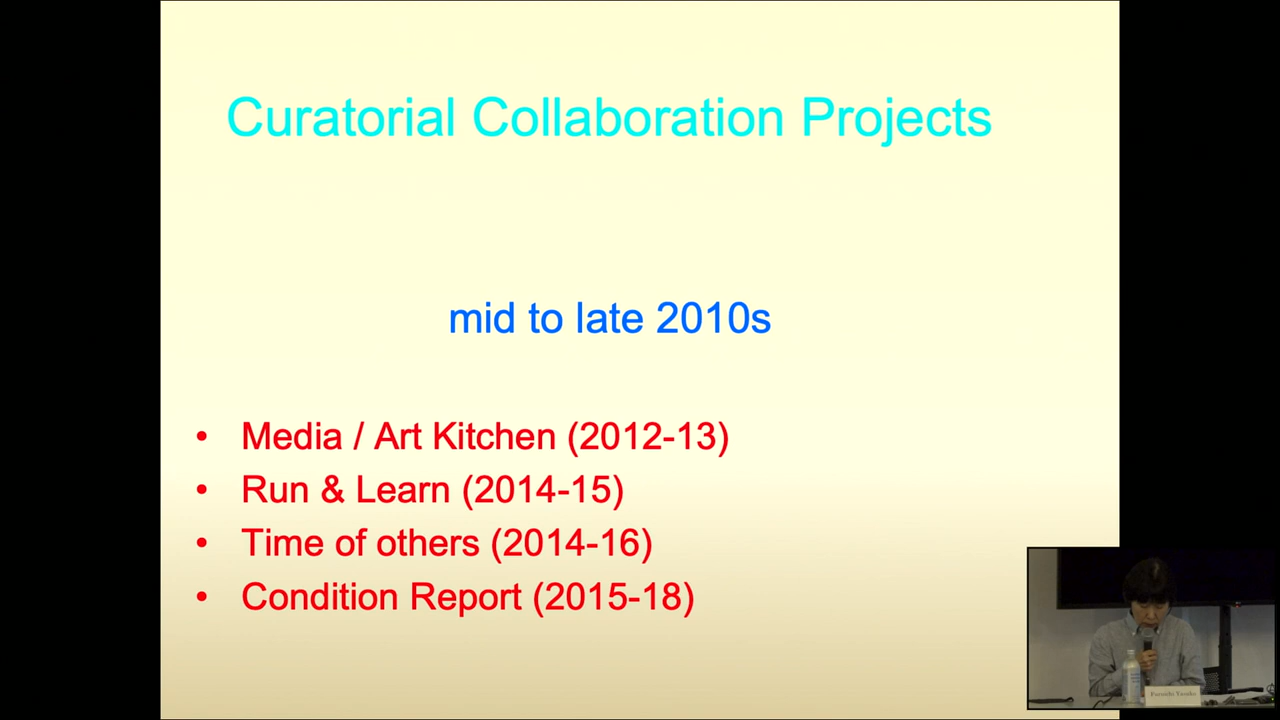 Curatorial Collaboration Projects
mid to late 2010s
• Media / Art Kitchen (2012-13)
• Run & Learn (2014-15)
• Time of others (2014-16)
• Condition Report (2015-18)